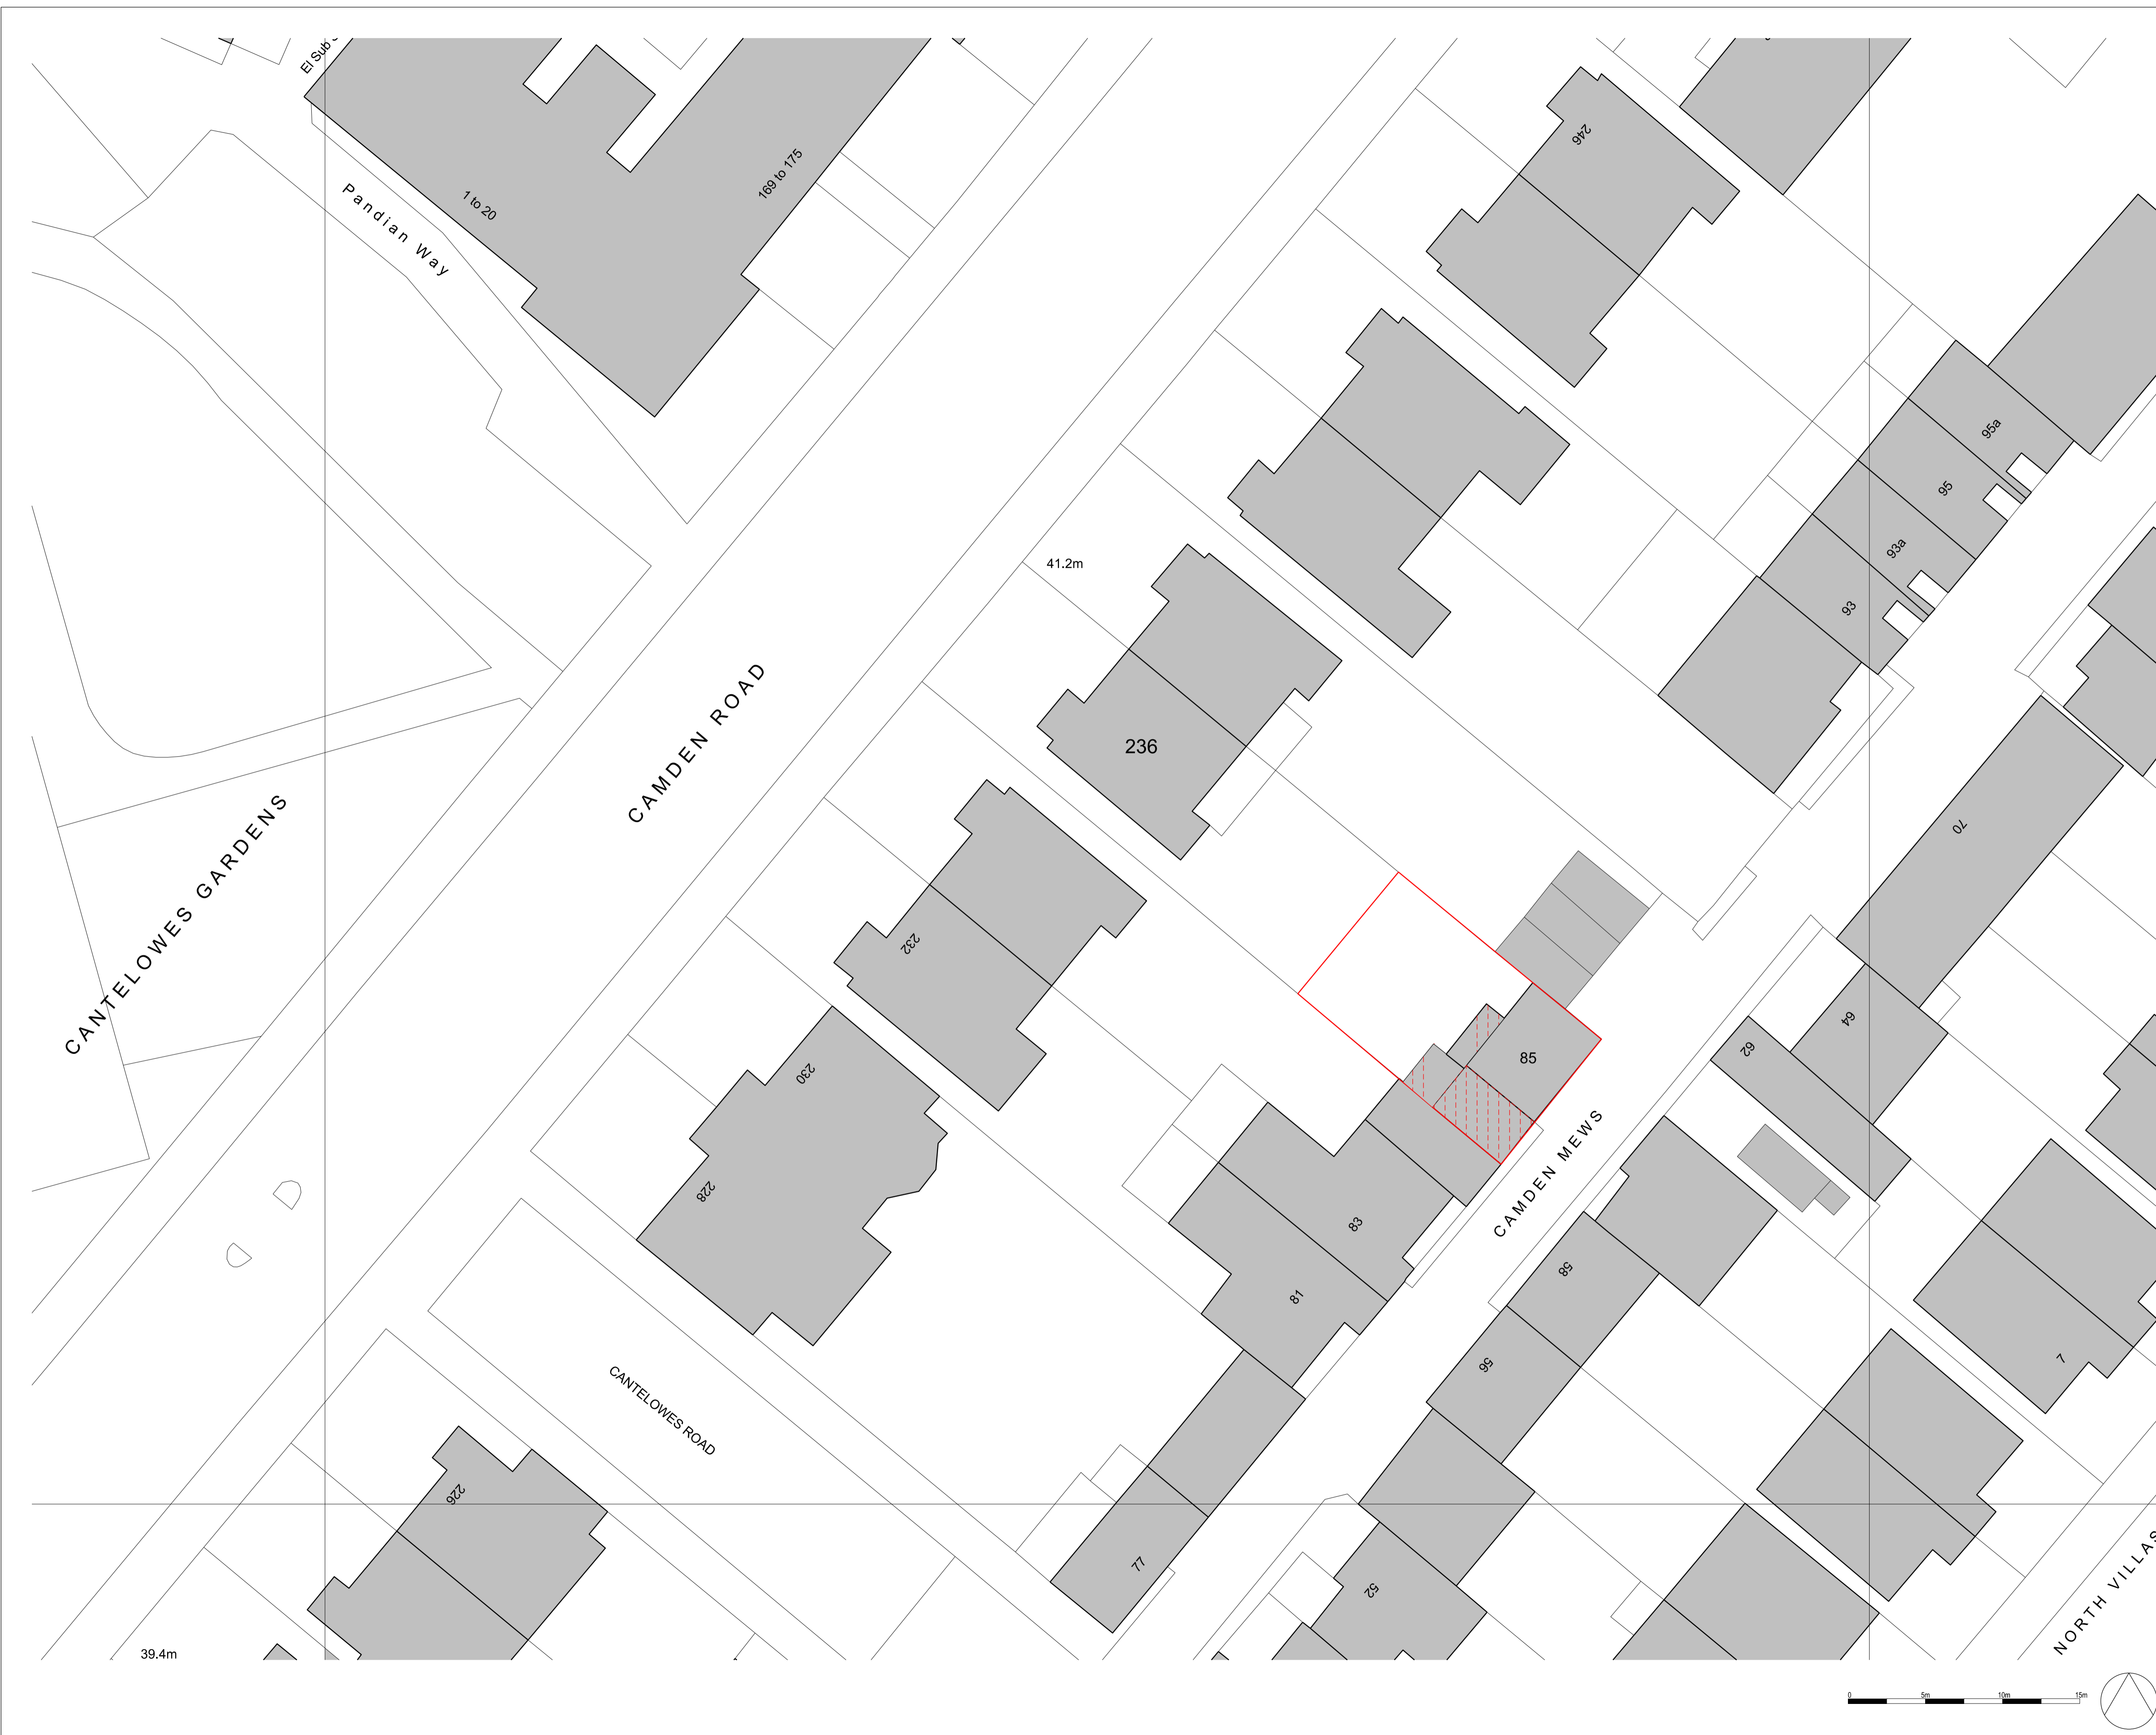 El Sub
246
169 to 175
1 to 20
Pandian Way
95a
95
93a
41.2m
93
CAMDEN ROAD
236
70
CANTELOWES GARDENS
232
64
62
85
230
CAMDEN MEWS
228
83
58
81
56
7
CANTELOWES ROAD
226
77
52
NORTH VILLAS
39.4m
0 5m 10m 15m